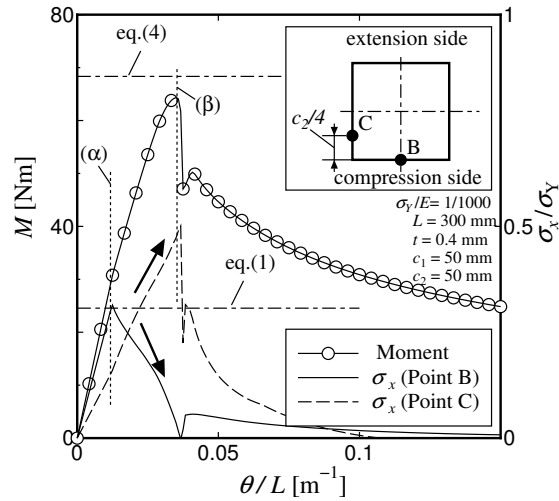 80
1
eq.(4)
extension side
(β)
c₂/4
C
B
(α)
compression side
σY/E= 1/1000
L = 300 mm
t = 0.4 mm
c₁ = 50 mm
c₂ = 50 mm
M [Nm]
40
0.5
σx/σY
eq.(1)
Moment
σx (Point B)
σx (Point C)
0
0
0
0.05
0.1
θ/L [m⁻¹]